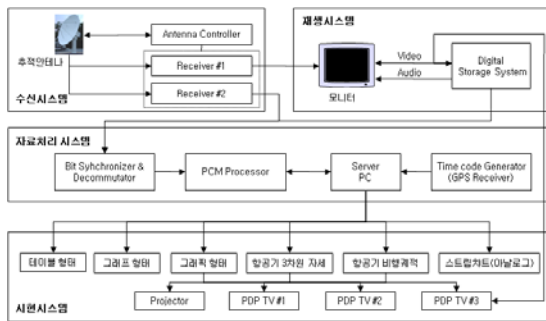 Antenna Controller
추적안테나
Receiver #1
Receiver #2
수신시스템
재생시스템
Video
Audio
모니터
Digital
Storage System
자료처리 시스템
Bit Syhchronizer &
Decommutator
PCM Processor
Server
PC
Time code Generator
(GPS Receiver)
테이블 형태
그래프 형태
그래픽 형태
항공기 3차원 자세
항공기 비행궤적
스트립챠트(아날로그)
Projector
PDP TV #1
PDP TV #2
PDP TV #3
시현시스템